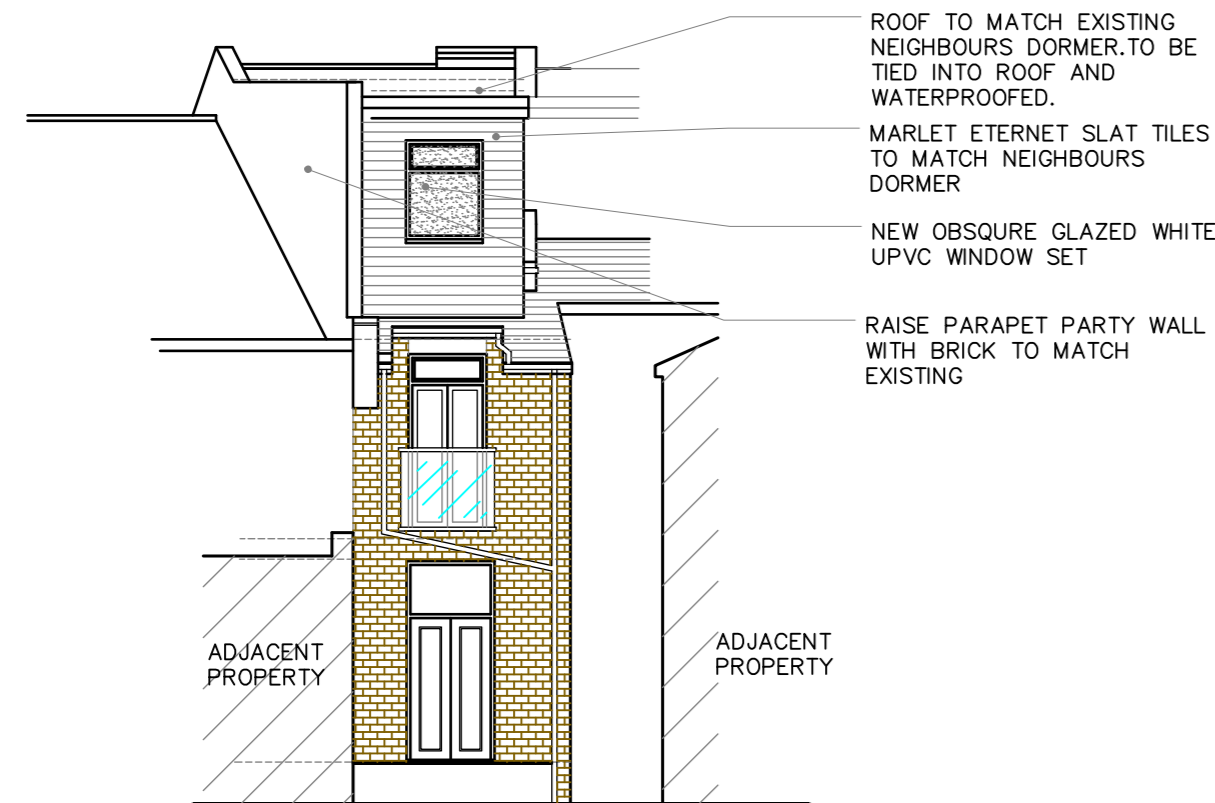 ROOF TO MATCH EXISTING
NEIGHBOURS DORMER.TO BE
TIED INTO ROOF AND
WATERPROOFED.
MARLET ETERNET SLAT TILES
TO MATCH NEIGHBOURS
DORMER
NEW OBSQURE GLAZED WHITE
UPVC WINDOW SET
RAISE PARAPET PARTY WALL
WITH BRICK TO MATCH
EXISTING
ADJACENT
PROPERTY
ADJACENT
PROPERTY